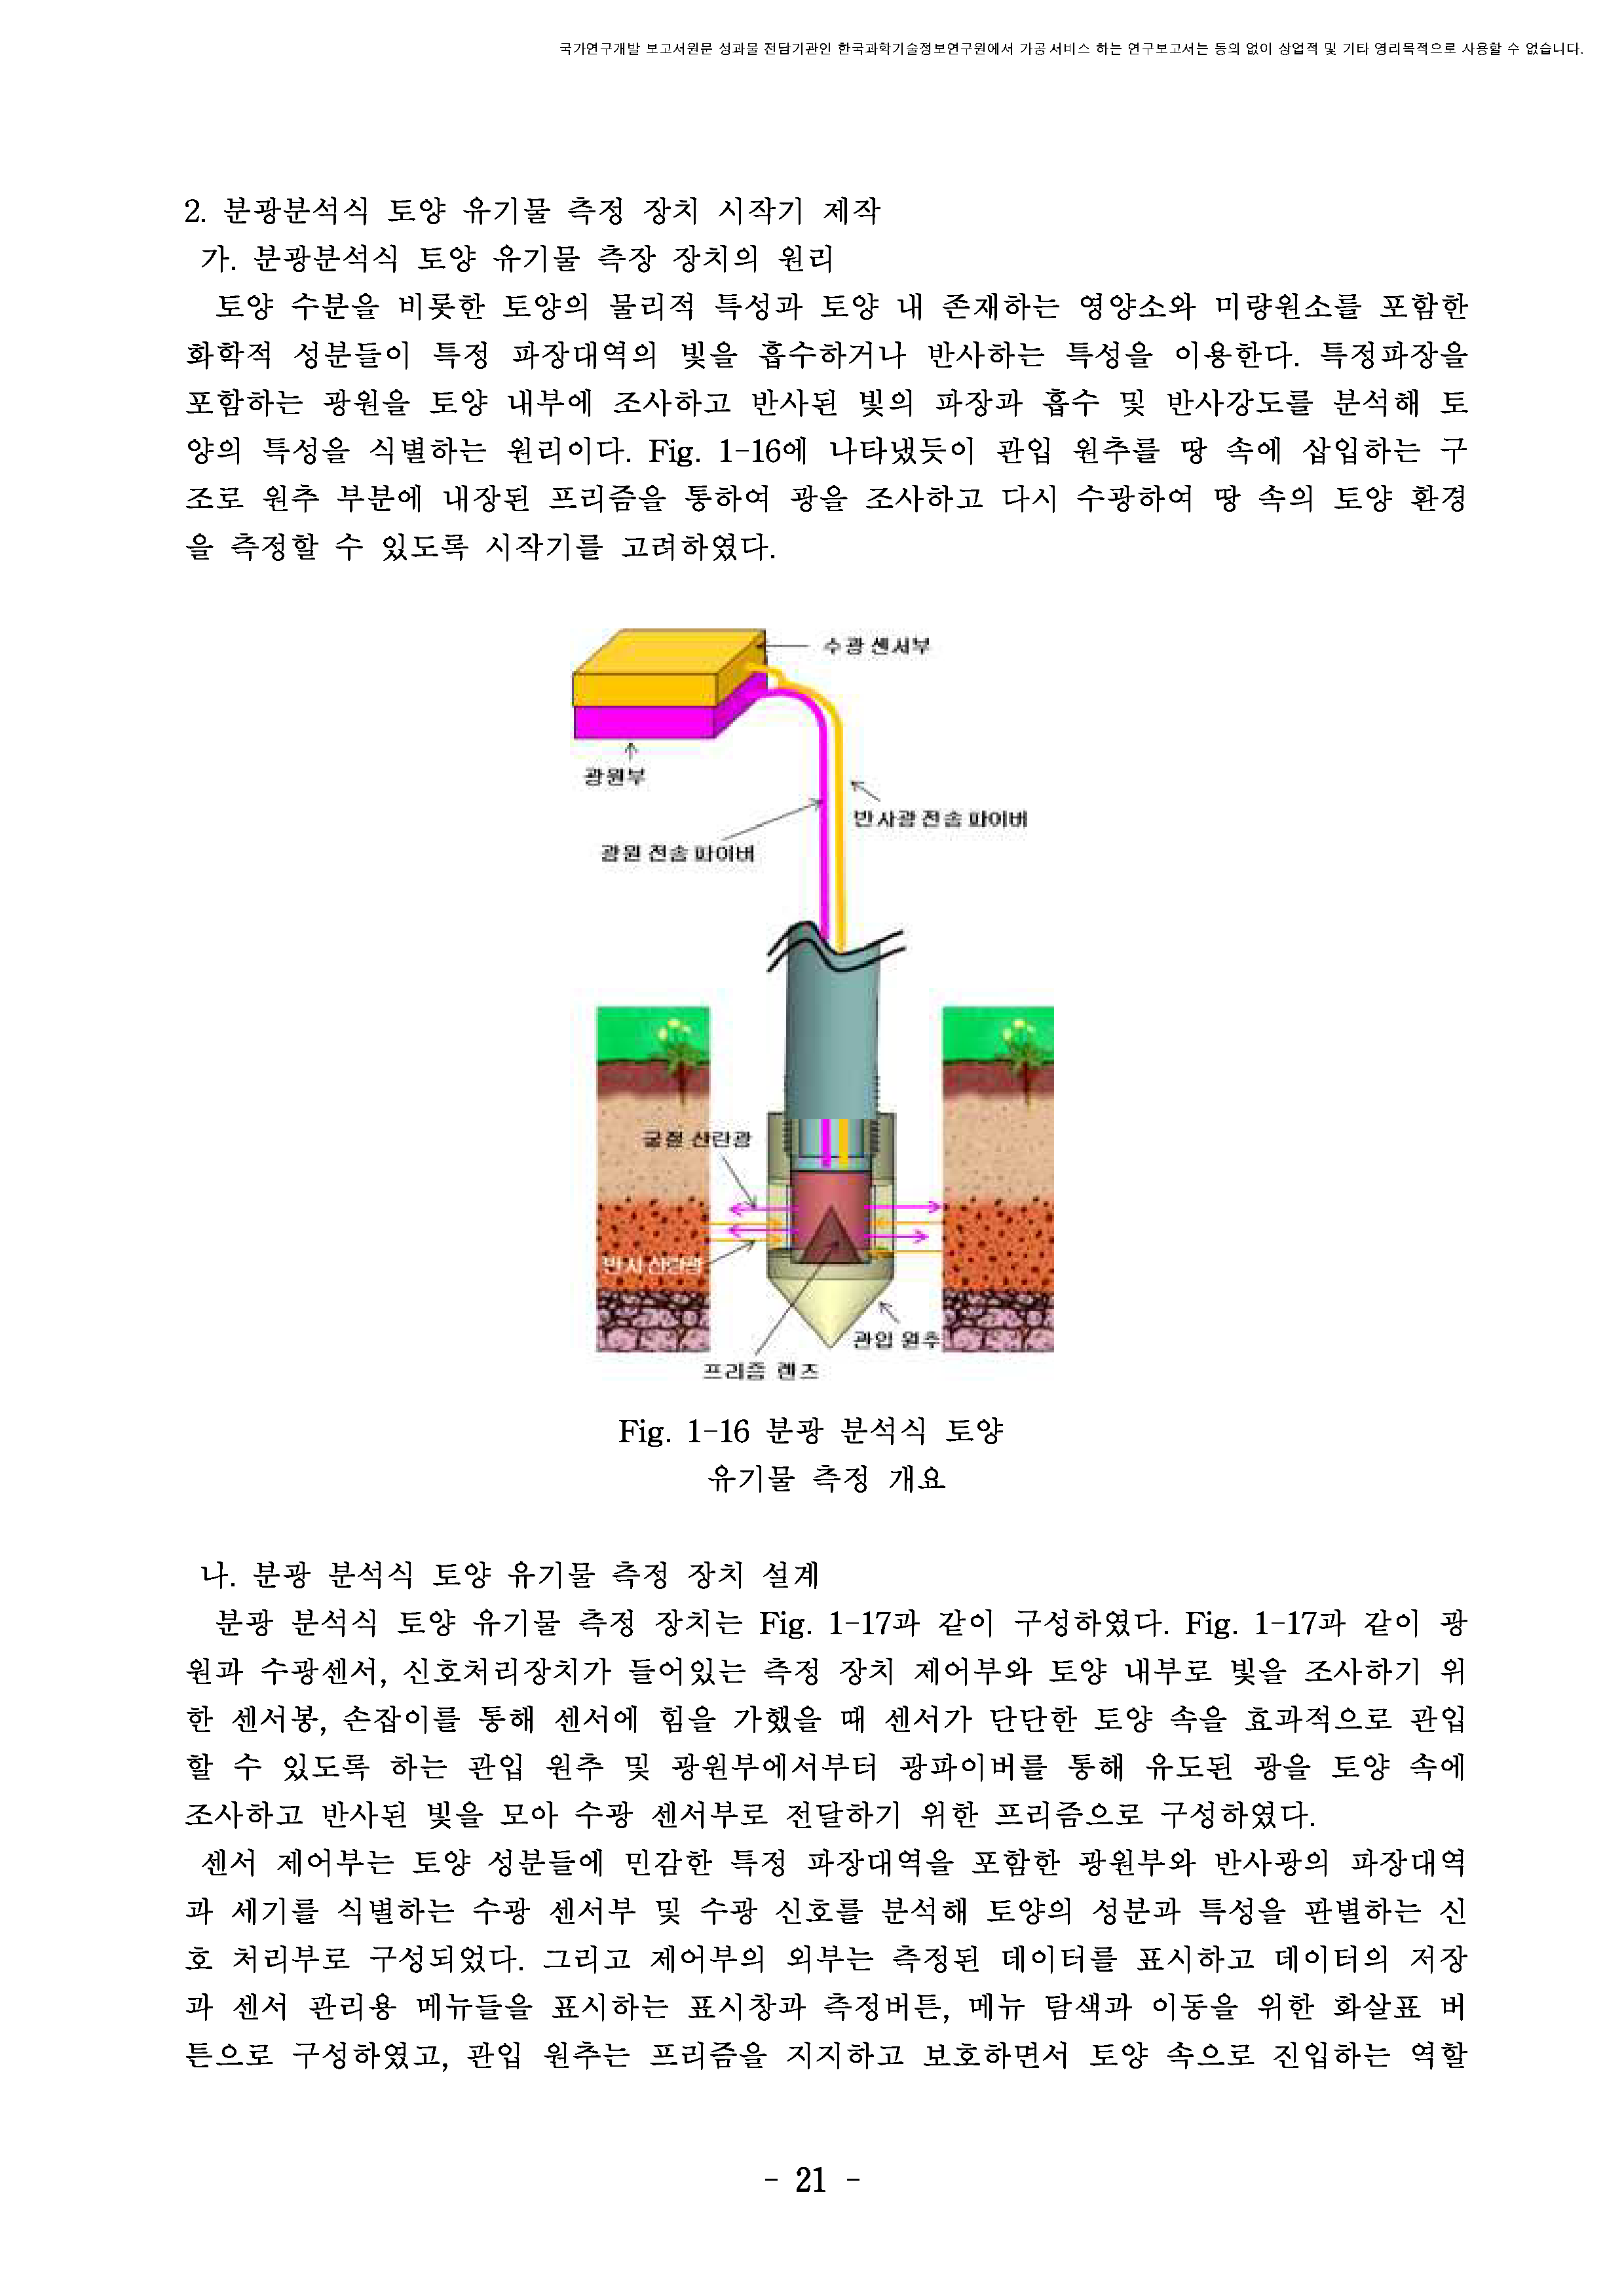 국가연구개발 보고서원문 성과물 전담기관인 한국과학기술정보연구원에서 가공·서비스 하는 연구보고서는 동의 없이 상업적 및 기타 영리목적으로 사용할 수 없습니다.
2. 분광분석식 토양 유기물 측정 장치 시작기 제작
가. 분광분석식 토양 유기물 측장 장치의 원리
토양 수분을 비롯한 토양의 물리적 특성과 토양 내 존재하는 영양소와 미량원소를 포함한
화학적 성분들이 특정 파장대역의 빛을 흡수하거나 반사하는 특성을 이용한다. 특정파장을
포함하는 광원을 토양 내부에 조사하고 반사된 빛의 파장과 흡수 및 반사강도를 분석해 토
양의 특성을 식별하는 원리이다. Fig. 1-16에 나타냈듯이 관입 원추를 땅 속에 삽입하는 구
조로 원추 부분에 내장된 프리즘을 통하여 광을 조사하고 다시 수광하여 땅 속의 토양 환경
을 측정할 수 있도록 시작기를 고려하였다.
수광 센서부
광원부
반사광 전송 파이버
광원 전송 파이버
굴절 산란광
반사 산란광
관입 원추
프리즘 렌즈
Fig. 1-16 분광 분석식 토양
유기물 측정 개요
나. 분광 분석식 토양 유기물 측정 장치 설계
분광 분석식 토양 유기물 측정 장치는 Fig. 1-17과 같이 구성하였다. Fig. 1-17과 같이 광
원과 수광센서, 신호처리장치가 들어있는 측정 장치 제어부와 토양 내부로 빛을 조사하기 위
한 센서봉, 손잡이를 통해 센서에 힘을 가했을 때 센서가 단단한 토양 속을 효과적으로 관입
할 수 있도록 하는 관입 원추 및 광원부에서부터 광파이버를 통해 유도된 광을 토양 속에
조사하고 반사된 빛을 모아 수광 센서부로 전달하기 위한 프리즘으로 구성하였다.
센서 제어부는 토양 성분들에 민감한 특정 파장대역을 포함한 광원부와 반사광의 파장대역
과 세기를 식별하는 수광 센서부 및 수광 신호를 분석해 토양의 성분과 특성을 판별하는 신
호 처리부로 구성되었다. 그리고 제어부의 외부는 측정된 데이터를 표시하고 데이터의 저장
과 센서 관리용 메뉴들을 표시하는 표시창과 측정버튼, 메뉴 탐색과 이동을 위한 화살표 버
튼으로 구성하였고, 관입 원추는 프리즘을 지지하고 보호하면서 토양 속으로 진입하는 역할
- 21 -